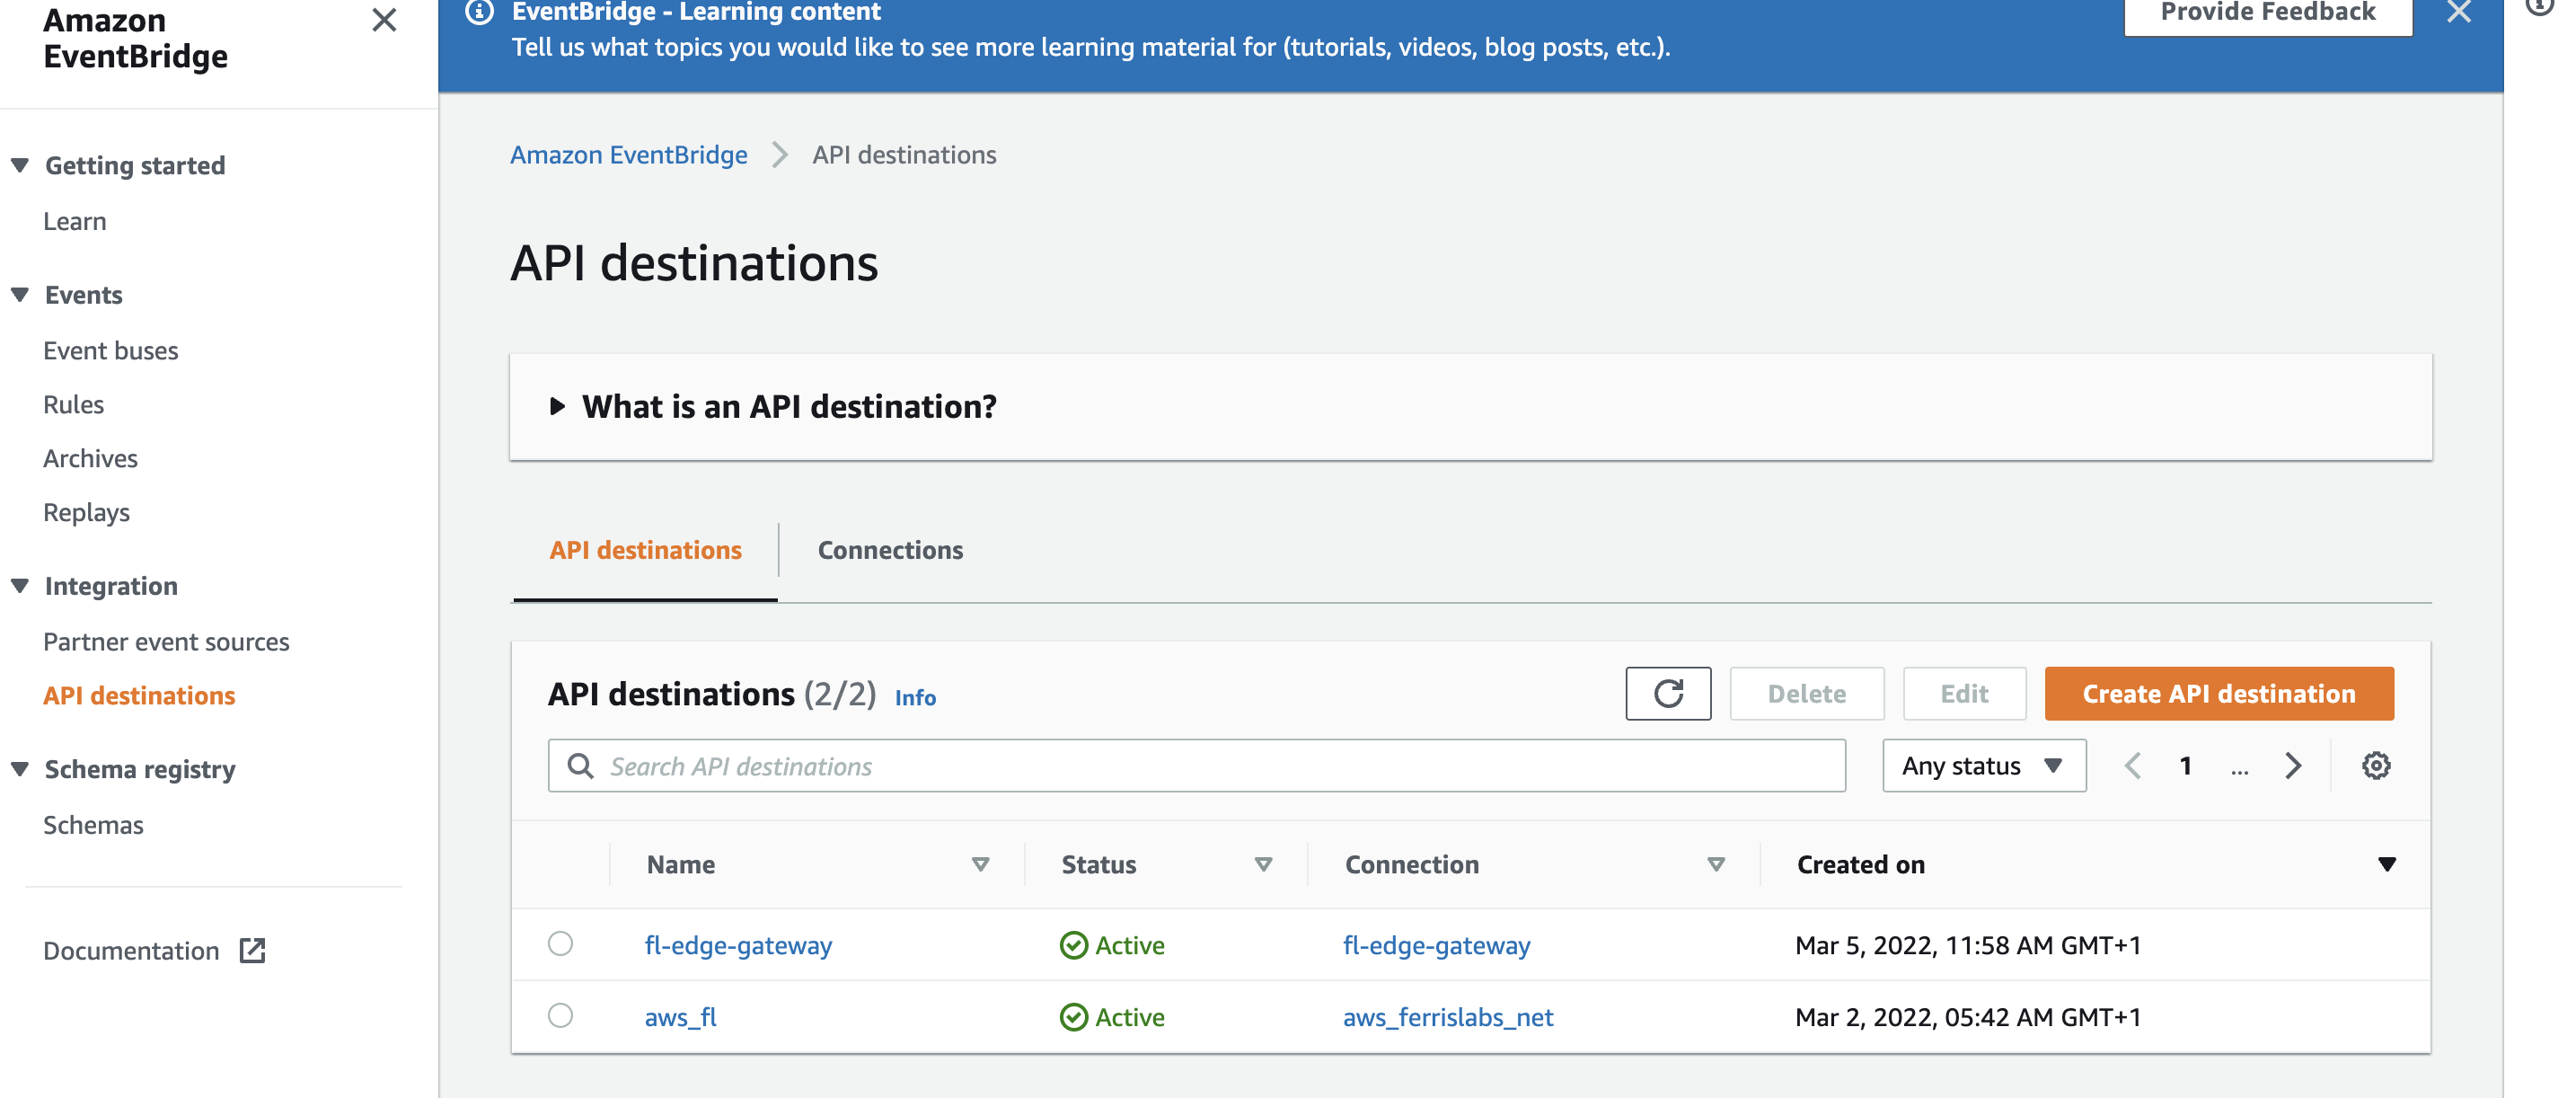 Amazon
EventBridge
Getting started
Learn
Events
Event buses
Rules
Archives
Replays
Integration
Partner event sources
API destinations
Schema registry
Schemas
Documentation
EventBridge - Learning content
Tell us what topics you would like to see more learning material for (tutorials, videos, blog posts, etc.).
Provide Feedback
Amazon EventBridge > API destinations
API destinations
What is an API destination?
API destinations Connections
API destinations (2/2) Info
Delete Edit Create API destination
Search API destinations Any status 1 ...
Name Status Connection Created on
fl-edge-gateway Active fl-edge-gateway Mar 5, 2022, 11:58 AM GMT+1
aws_fl Active aws_ferrislabs_net Mar 2, 2022, 05:42 AM GMT+1